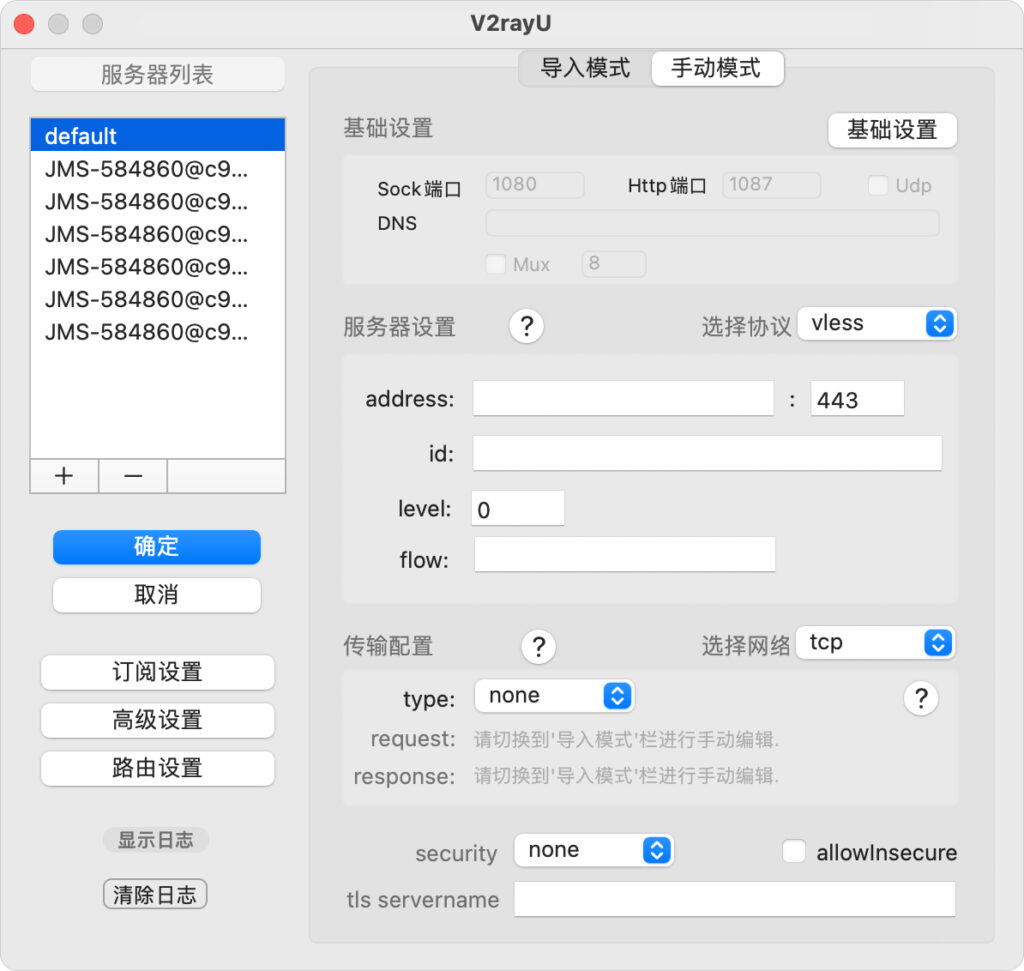 V2rayU
服务器列表
default
JMS-584860@c9...
JMS-584860@c9...
JMS-584860@c9...
JMS-584860@c9...
JMS-584860@c9...
JMS-584860@c9...
+ −
确定
取消
订阅设置
高级设置
路由设置
显示日志
清除日志
导入模式 手动模式
基础设置 基础设置
Sock端口 1080 Http端口 1087 Udp
DNS
Mux 8
服务器设置 ? 选择协议 vless
address: : 443
id:
level: 0
flow:
传输配置 ? 选择网络 tcp
type: none ?
request: 请切换到'导入模式'栏进行手动编辑.
response: 请切换到'导入模式'栏进行手动编辑.
security none allowInsecure
tls servername